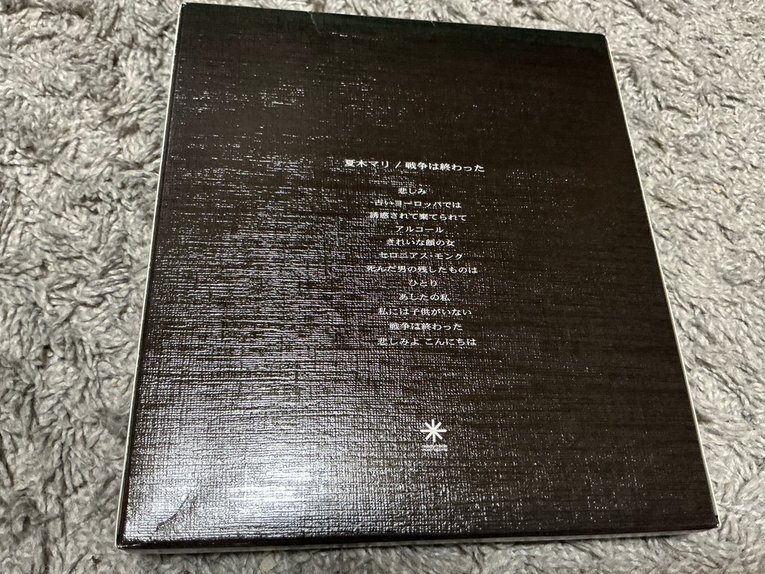 夏木マリ / 戦争は終わった
悲しみ
古いヨーロッパでは
誘惑されて棄てられて
アルコール
きれいな顔の女
セロニアス・モンク
死んだ男の残したものは
ひとり
あしたの私
私には子供がいない
戦争は終わった
悲しみよ こんにちは